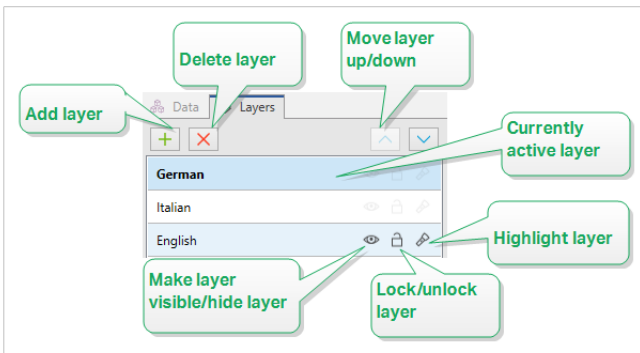 Delete layer
Move layer
up/down
Add layer
Data
Layers
Currently
active layer
German
Italian
English
Highlight layer
Make layer
visible/hide layer
Lock/unlock
layer